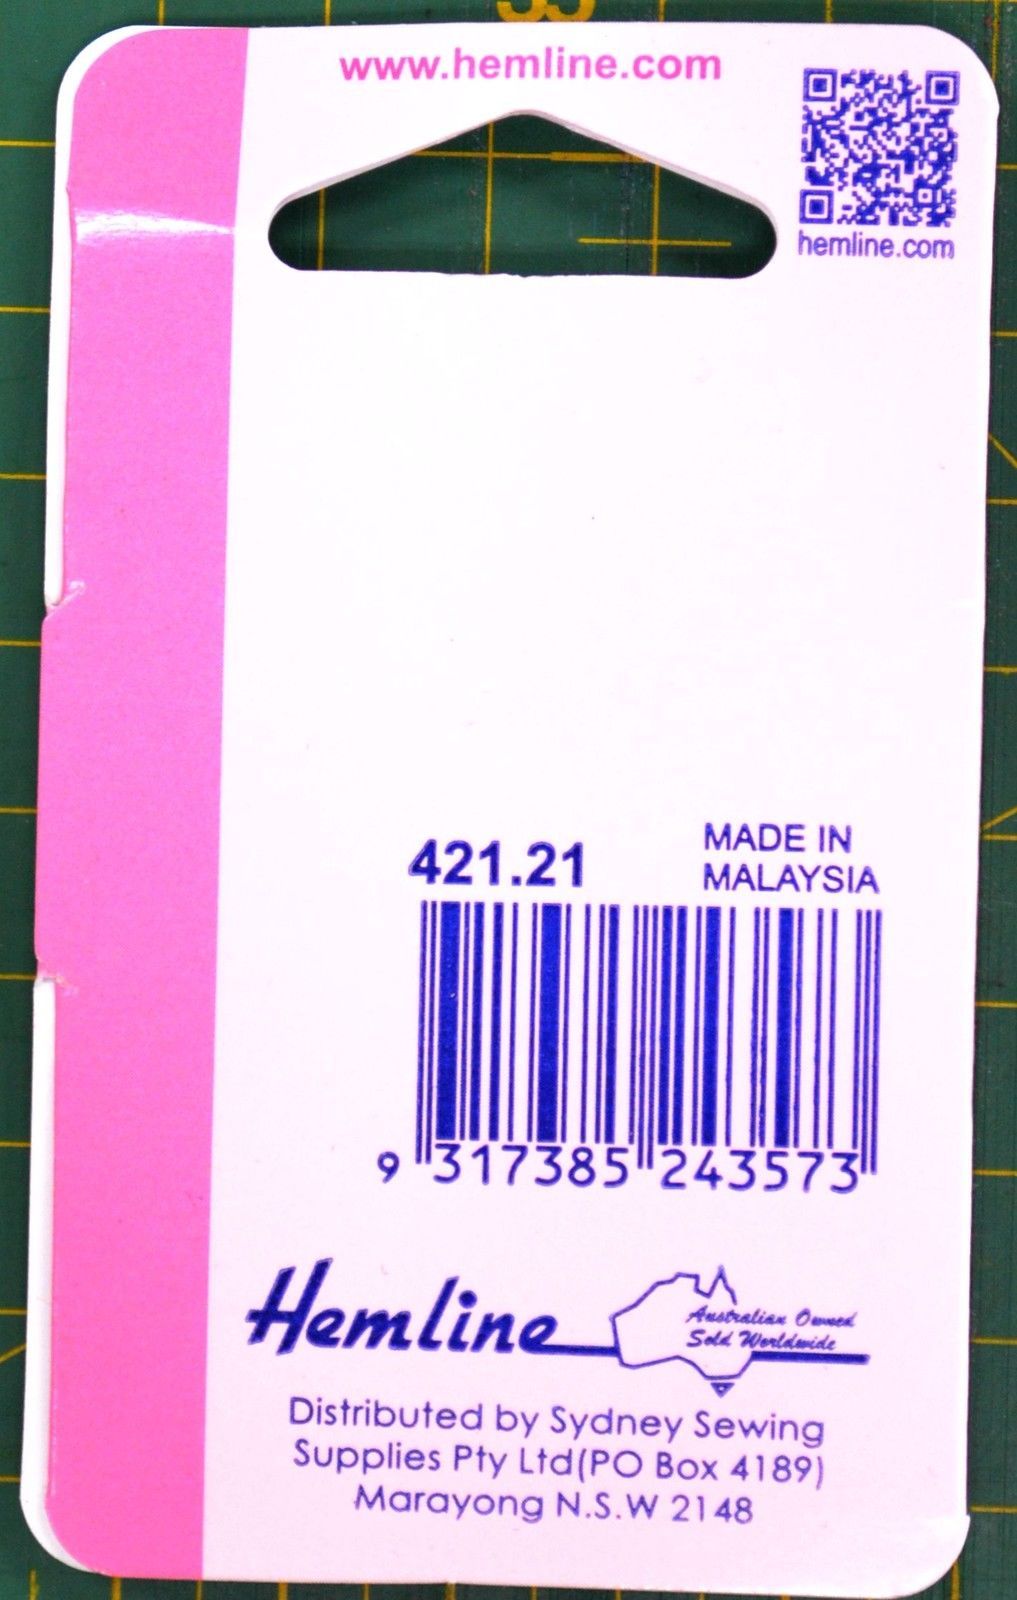 www.hemline.com
hemline.com
421.21
MADE IN
MALAYSIA
9 317385 243573
Hemline
Australian Owned
Sold Worldwide
Distributed by Sydney Sewing
Supplies Pty Ltd(PO Box 4189)
Marayong N.S.W 2148